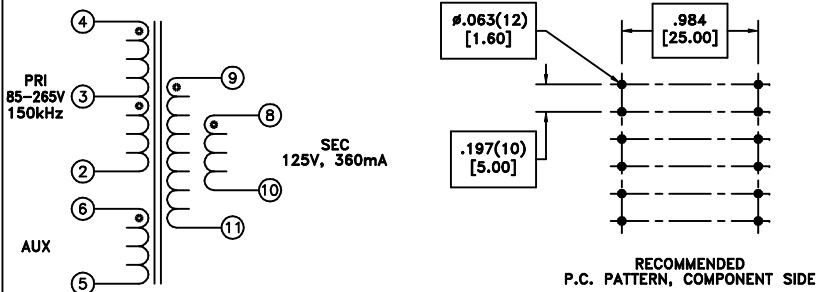 4
PRI
85-265V
150kHz
3
2
6
AUX
5
9
8
SEC
125V, 360mA
10
11
ø.063(12)
[1.60]
.984
[25.00]
.197(10)
[5.00]
RECOMMENDED
P.C. PATTERN, COMPONENT SIDE